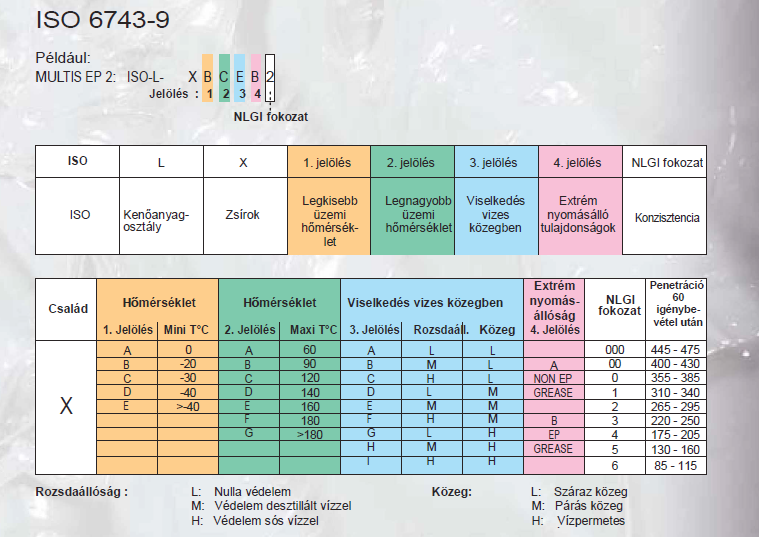 ISO 6743-9
Például:
MULTIS EP 2: ISO-L- X B C E B 2
Jelölés : 1 2 3 4
NLGI fokozat
ISO L X 1. jelölés 2. jelölés 3. jelölés 4. jelölés NLGI fokozat
ISO Kenőanyag-osztály Zsírok Legkisebb üzemi hőmérsék-let Legnagyobb üzemi hőmérséklet Viselkedés vizes közegben Extrém nyomásálló tulajdonságok Konzisztencia
Család Hőmérséklet Hőmérséklet Viselkedés vizes közegben Extrém nyomás-állóság 4. Jelölés NLGI fokozat Penetráció 60 igénybe-vétel után
1. Jelölés Mini T°C 2. Jelölés Maxi T°C 3. Jelölés Rozsdaáll. Közeg
X
A 0 A 60 A L L 000 445 - 475
B -20 B 90 B M L A 00 400 - 430
C -30 C 120 C H L NON EP 0 355 - 385
D -40 D 140 D L M GREASE 1 310 - 340
E >-40 E 160 E M M 2 265 - 295
F 180 F H M B 3 220 - 250
G >180 G L H EP 4 175 - 205
H M H GREASE 5 130 - 160
I H H 6 85 - 115
Rozsdaállóság : L: Nulla védelem Közeg: L: Száraz közeg
M: Védelem desztillált vízzel M: Párás közeg
H: Védelem sós vízzel H: Vízpermetes